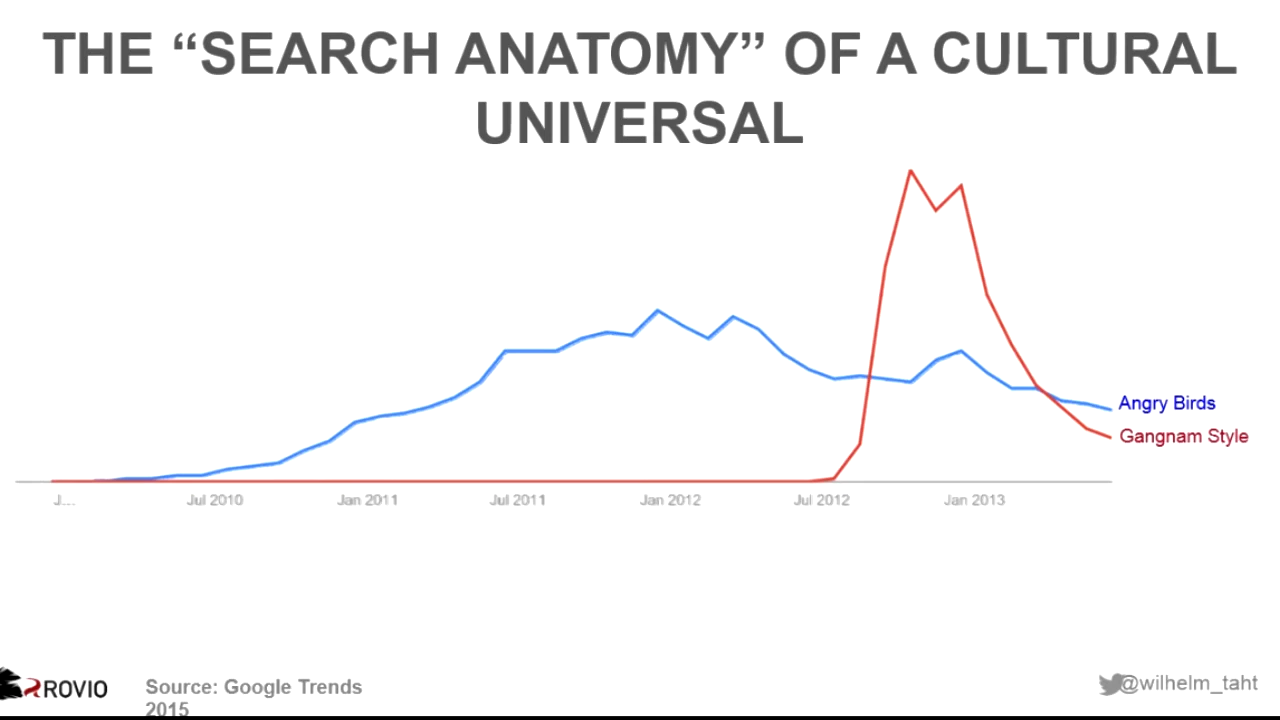 THE “SEARCH ANATOMY” OF A CULTURAL
UNIVERSAL
Angry Birds
Gangnam Style
J... Jul 2010 Jan 2011 Jul 2011 Jan 2012 Jul 2012 Jan 2013
ROVIO
Source: Google Trends
2015
@wilhelm_taht